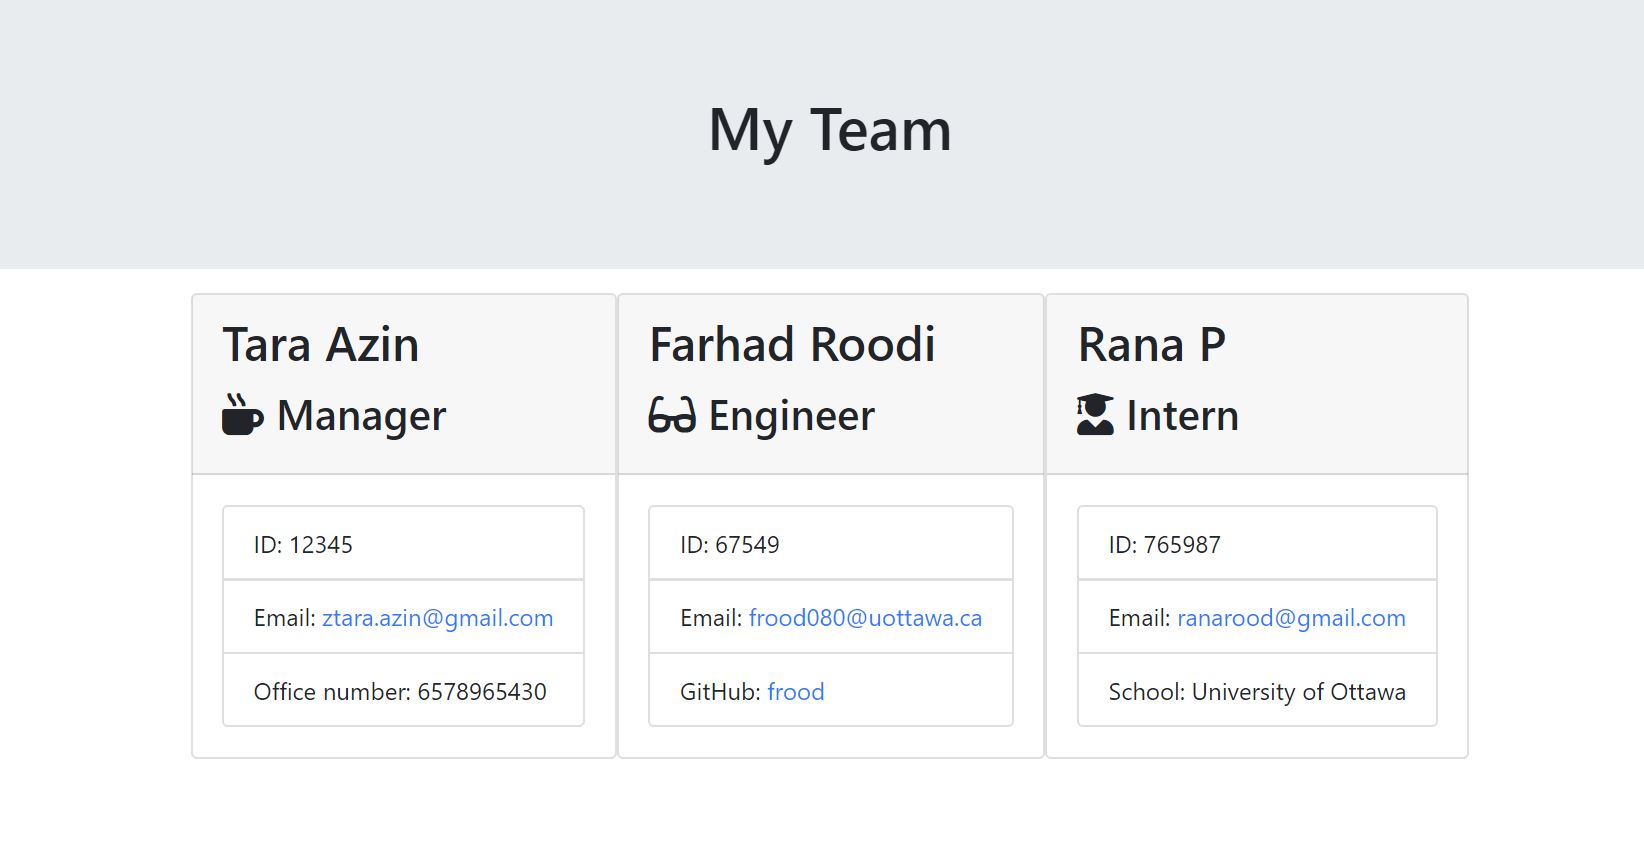 My Team
Tara Azin
Manager
ID: 12345
Email: ztara.azin@gmail.com
Office number: 6578965430
Farhad Roodi
Engineer
ID: 67549
Email: frood080@uottawa.ca
GitHub: frood
Rana P
Intern
ID: 765987
Email: ranarood@gmail.com
School: University of Ottawa